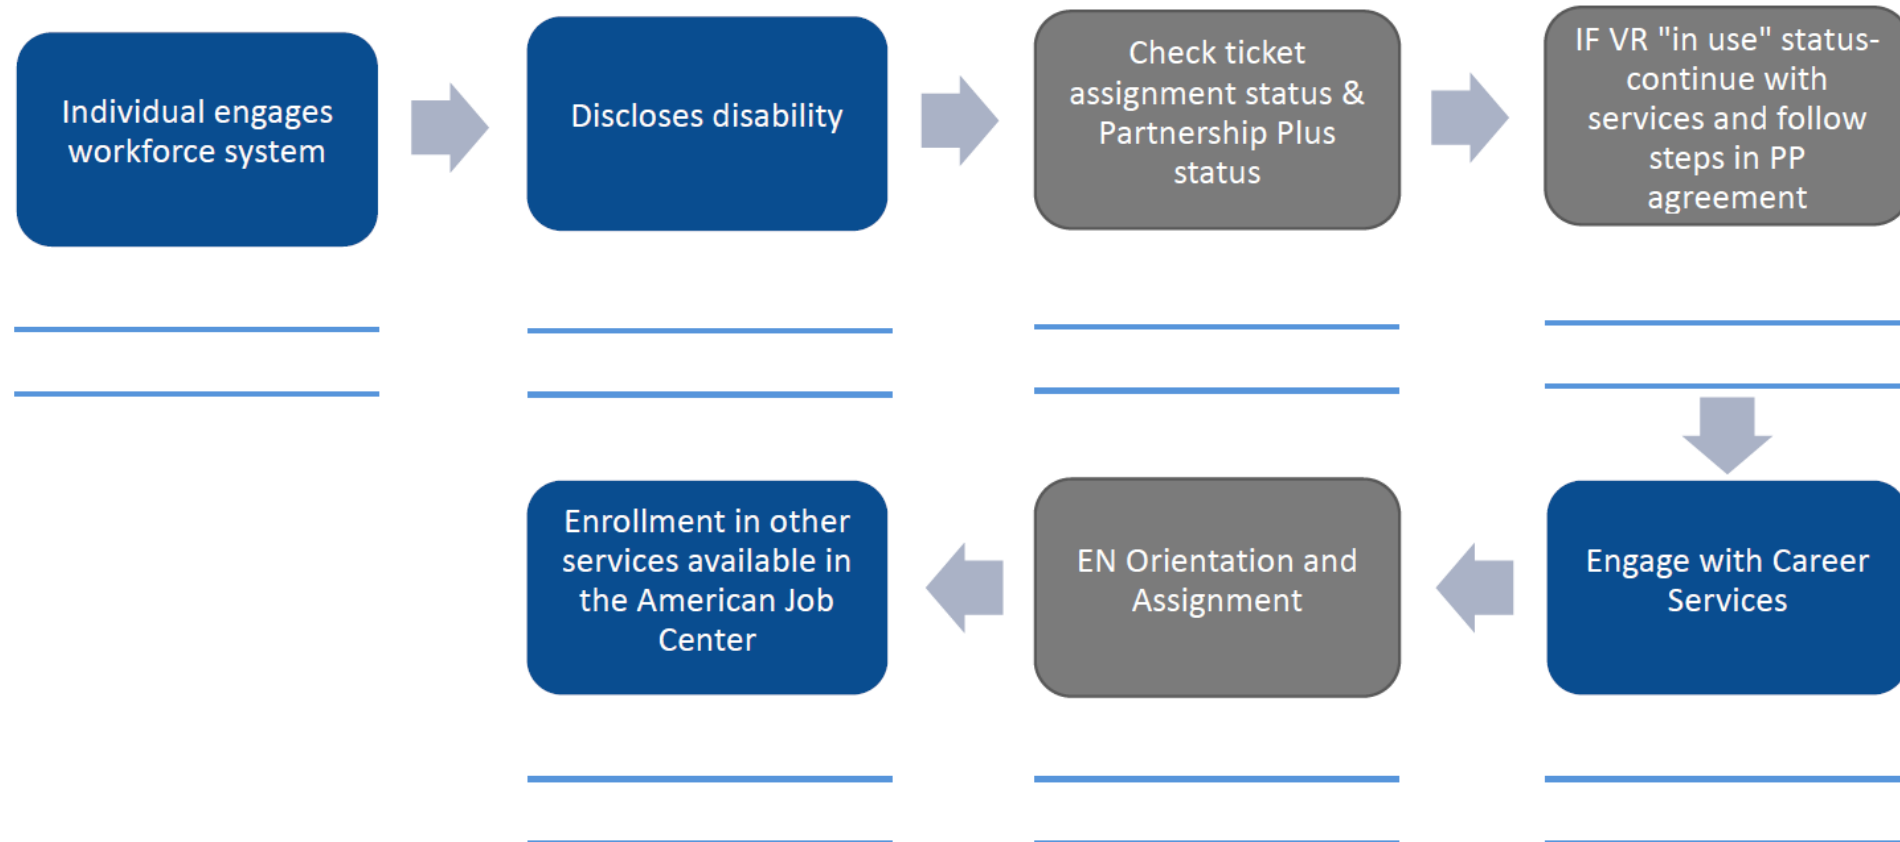 Individual engages
workforce system
Discloses disability
Check ticket
assignment status &
Partnership Plus
status
IF VR "in use" status-
continue with
services and follow
steps in PP
agreement
Engage with Career
Services
EN Orientation and
Assignment
Enrollment in other
services available in
the American Job
Center